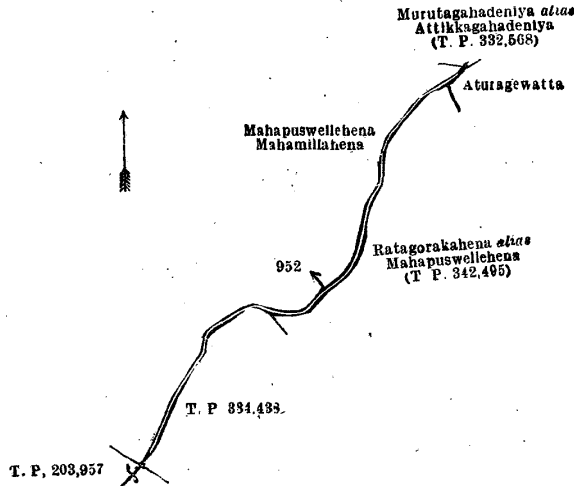 Murutagahadeniya alias
Attikkagahadeniya
(T. P. 332,568)
Aturagewatta
Mahapuswellehena
Mahamillahena
Ratagorakahena alias
Mahapuswellehena
(T P. 342,495)
952
T. P 334,438
T. P, 203,957